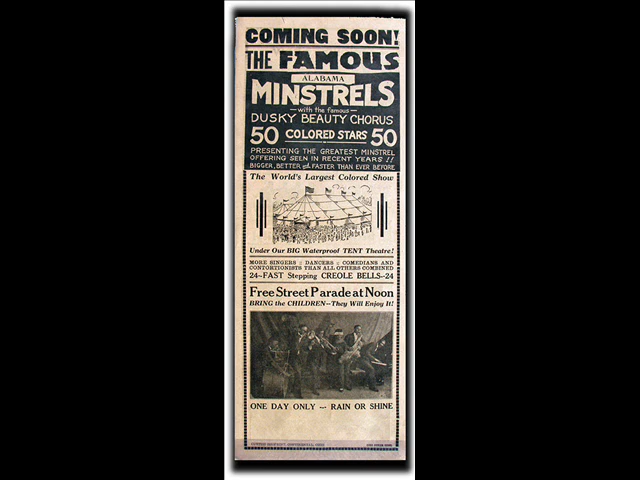 COMING SOON!
THE FAMOUS
ALABAMA
MINSTRELS
—with the famous—
DUSKY BEAUTY CHORUS
50 COLORED STARS 50
PRESENTING THE GREATEST MINSTREL
OFFERING SEEN IN RECENT YEARS !!
BIGGER, BETTER and FASTER THAN EVER BEFORE
The World's Largest Colored Show
Under Our BIG Waterproof TENT Theatre!
MORE SINGERS :: DANCERS :: COMEDIANS AND
CONTORTIONISTS THAN ALL OTHERS COMBINED
24—FAST Stepping CREOLE BELLS—24
Free Street Parade at Noon
BRING the CHILDREN—They Will Enjoy It!
ONE DAY ONLY — RAIN OR SHINE